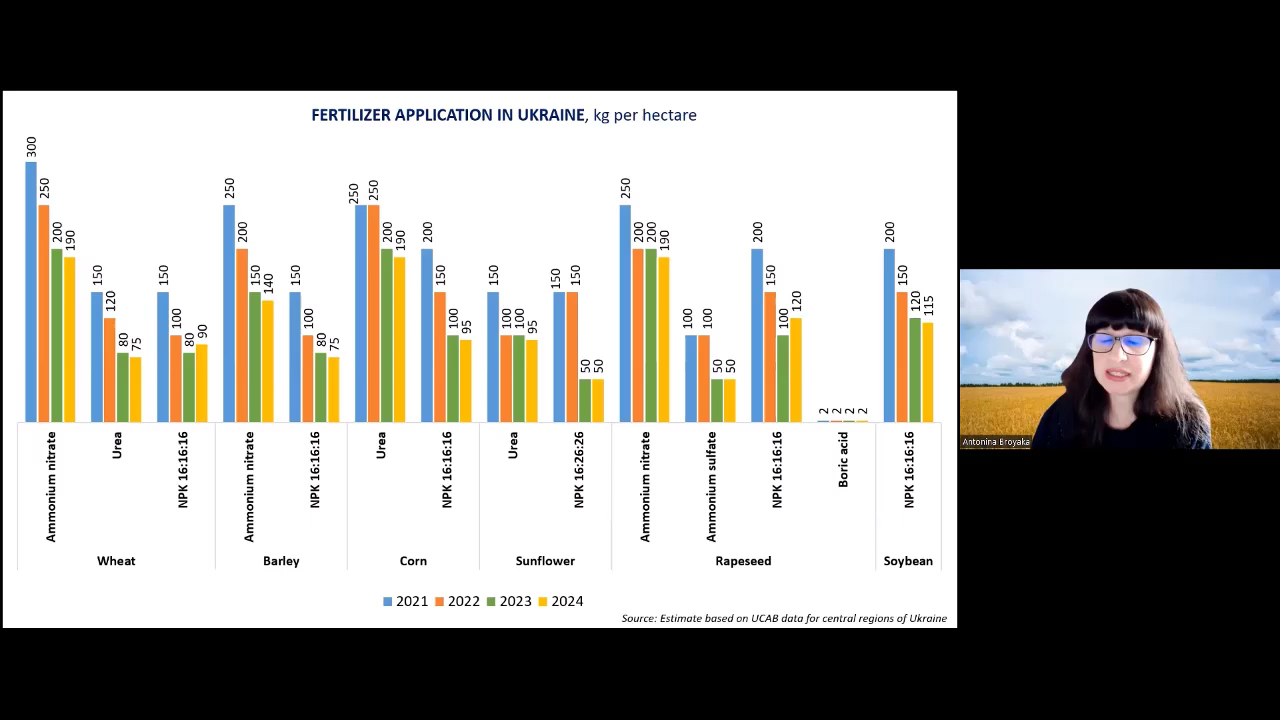 FERTILIZER APPLICATION IN UKRAINE, kg per hectare
300 250 200 190
150 120 80 75
150 100 80 90
250 200 150 140
150 100 80 75
250 250 200 190
200 150 100 95
150 100 100 95
150 150 50 50
250 200 200 190
100 100 50 50
200 150 100 120
2 2 2 2
200 150 120 115
Ammonium nitrate
Urea
NPK 16:16:16
Ammonium nitrate
NPK 16:16:16
Urea
NPK 16:16:16
Urea
NPK 16:26:26
Ammonium nitrate
Ammonium sulfate
NPK 16:16:16
Boric acid
NPK 16:16:16
Wheat Barley Corn Sunflower Rapeseed Soybean
2021 2022 2023 2024
Source: Estimate based on UCAB data for central regions of Ukraine
Antonina Broyaka